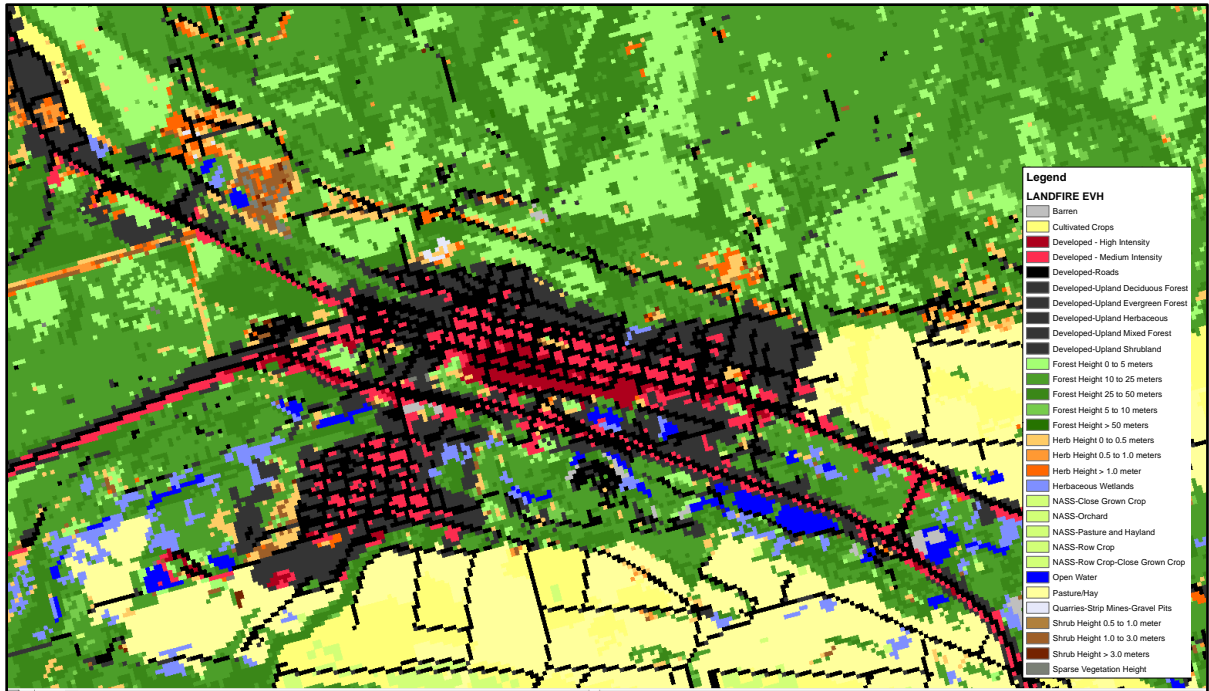 Legend
LANDFIRE EVH
Barren
Cultivated Crops
Developed - High Intensity
Developed - Medium Intensity
Developed-Roads
Developed-Upland Deciduous Forest
Developed-Upland Evergreen Forest
Developed-Upland Herbaceous
Developed-Upland Mixed Forest
Developed-Upland Shrubland
Forest Height 0 to 5 meters
Forest Height 10 to 25 meters
Forest Height 25 to 50 meters
Forest Height 5 to 10 meters
Forest Height > 50 meters
Herb Height 0 to 0.5 meters
Herb Height 0.5 to 1.0 meters
Herb Height > 1.0 meter
Herbaceous Wetlands
NASS-Close Grown Crop
NASS-Orchard
NASS-Pasture and Hayland
NASS-Row Crop
NASS-Row Crop-Close Grown Crop
Open Water
Pasture/Hay
Quarries-Strip Mines-Gravel Pits
Shrub Height 0.5 to 1.0 meter
Shrub Height 1.0 to 3.0 meters
Shrub Height > 3.0 meters
Sparse Vegetation Height